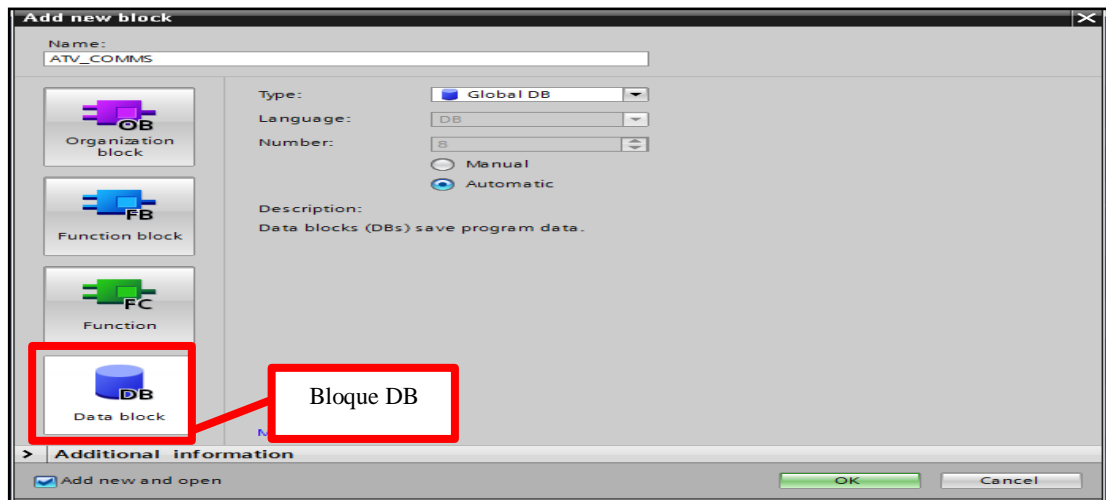 Add new block
Name:
ATV_COMMS
OB
Organization
block
FB
Function block
FC
Function
DB
Data block
Type:
Global DB
Language:
DB
Number:
8
Manual
Automatic
Description:
Data blocks (DBs) save program data.
Bloque DB
> Additional information
Add new and open
OK
Cancel